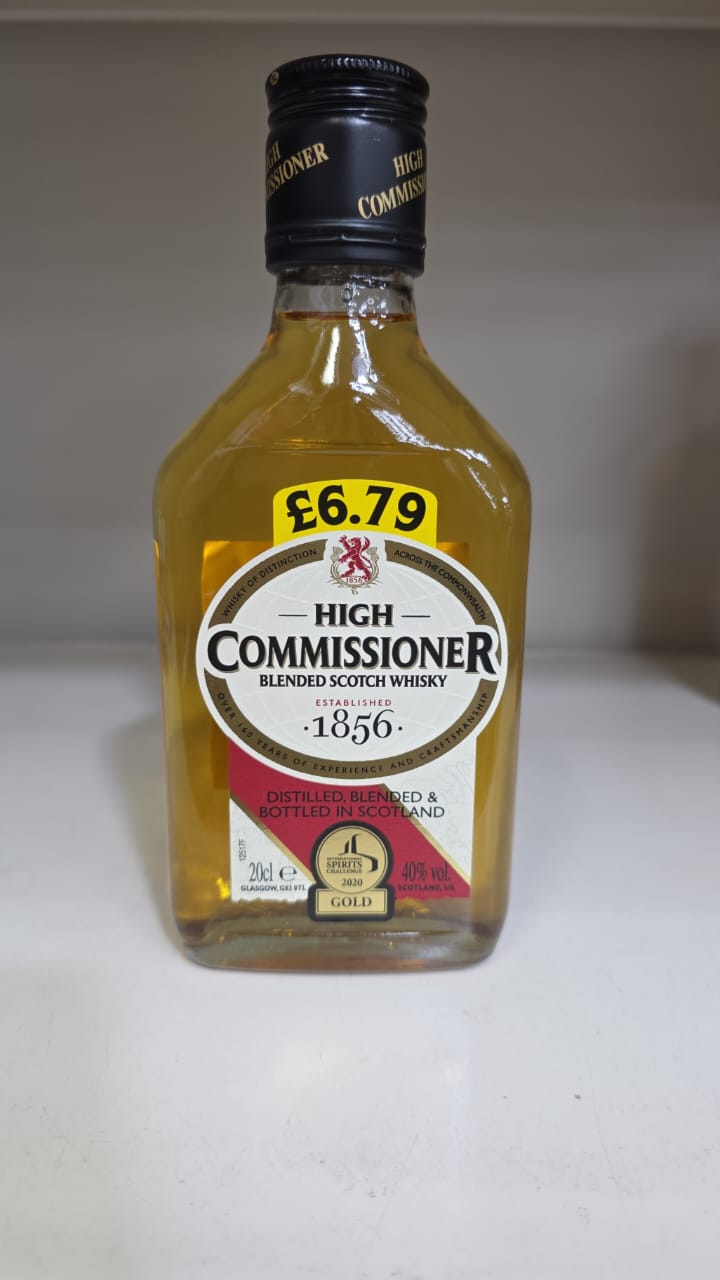 HIGH
COMMISSIONER
£6.79
WHISKY OF DISTINCTION
ACROSS THE COMMONWEALTH
1856
HIGH
COMMISSIONER
BLENDED SCOTCH WHISKY
ESTABLISHED
·1856·
OVER 160 YEARS OF EXPERIENCE AND CRAFTSMANSHIP
DISTILLED, BLENDED &
BOTTLED IN SCOTLAND
12517F
20cl e
GLASGOW, G83 9TL
INTERNATIONAL
SPIRITS
CHALLENGE
2020
GOLD
40% vol.
SCOTLAND, UK